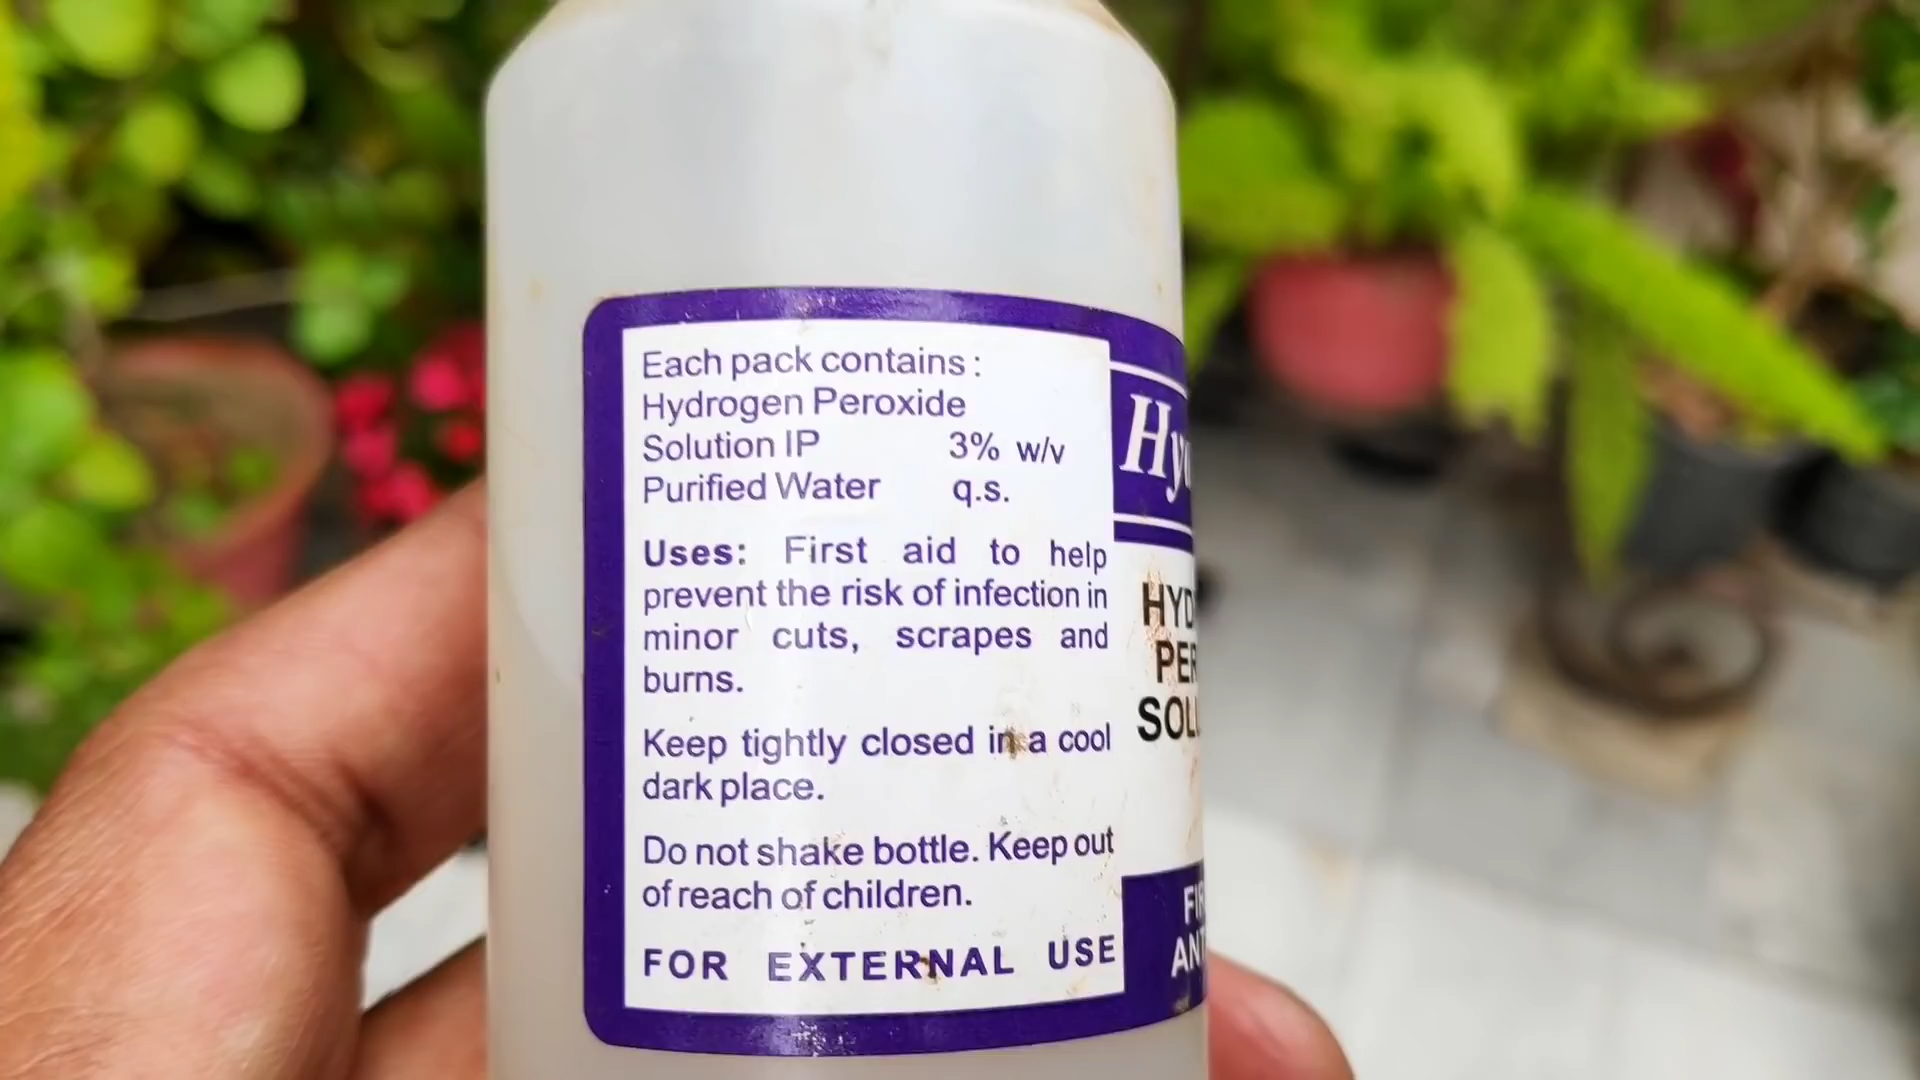 Each pack contains :
Hydrogen Peroxide
Solution IP 3% w/v
Purified Water q.s.
Uses: First aid to help
prevent the risk of infection in
minor cuts, scrapes and
burns.
Keep tightly closed in a cool
dark place.
Do not shake bottle. Keep out
of reach of children.
FOR EXTERNAL USE